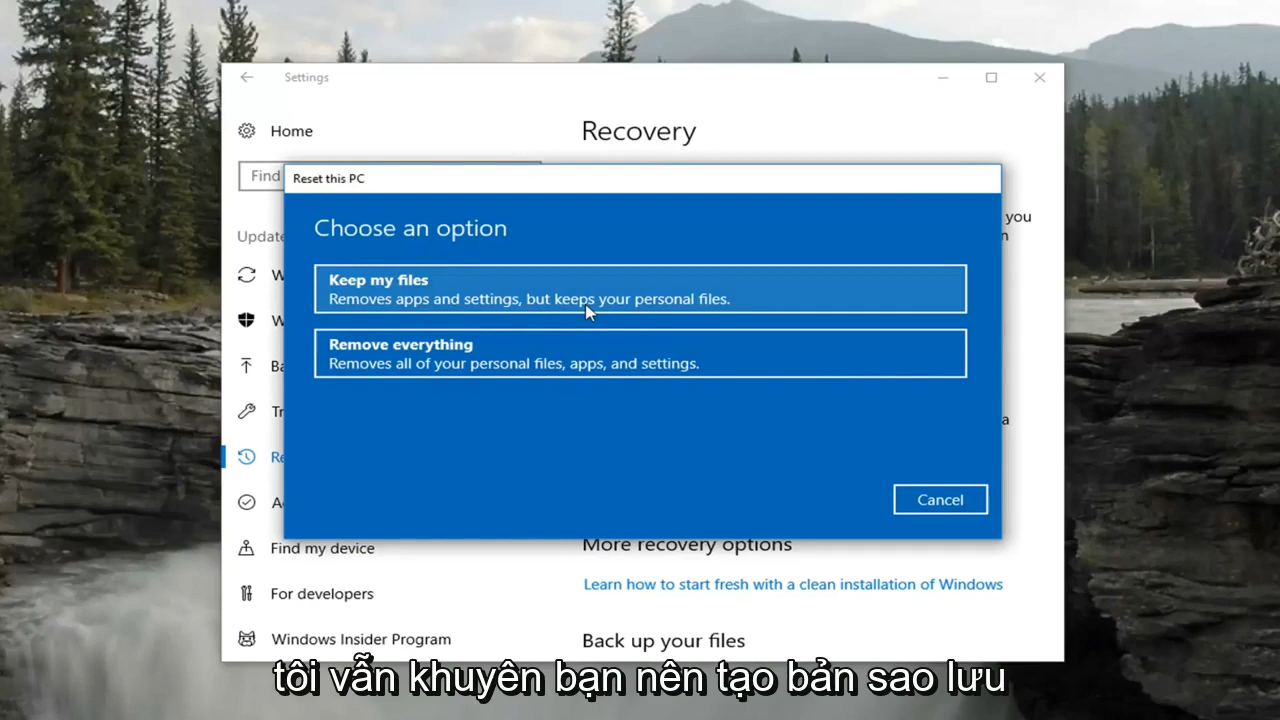 Settings
Home
Recovery
Find
Reset this PC
Choose an option
Keep my files
Removes apps and settings, but keeps your personal files.
Remove everything
Removes all of your personal files, apps, and settings.
Cancel
you
Find my device
More recovery options
For developers
Learn how to start fresh with a clean installation of Windows
Windows Insider Program
Back up your files
tôi vẫn khuyên bạn nên tạo bản sao lưu